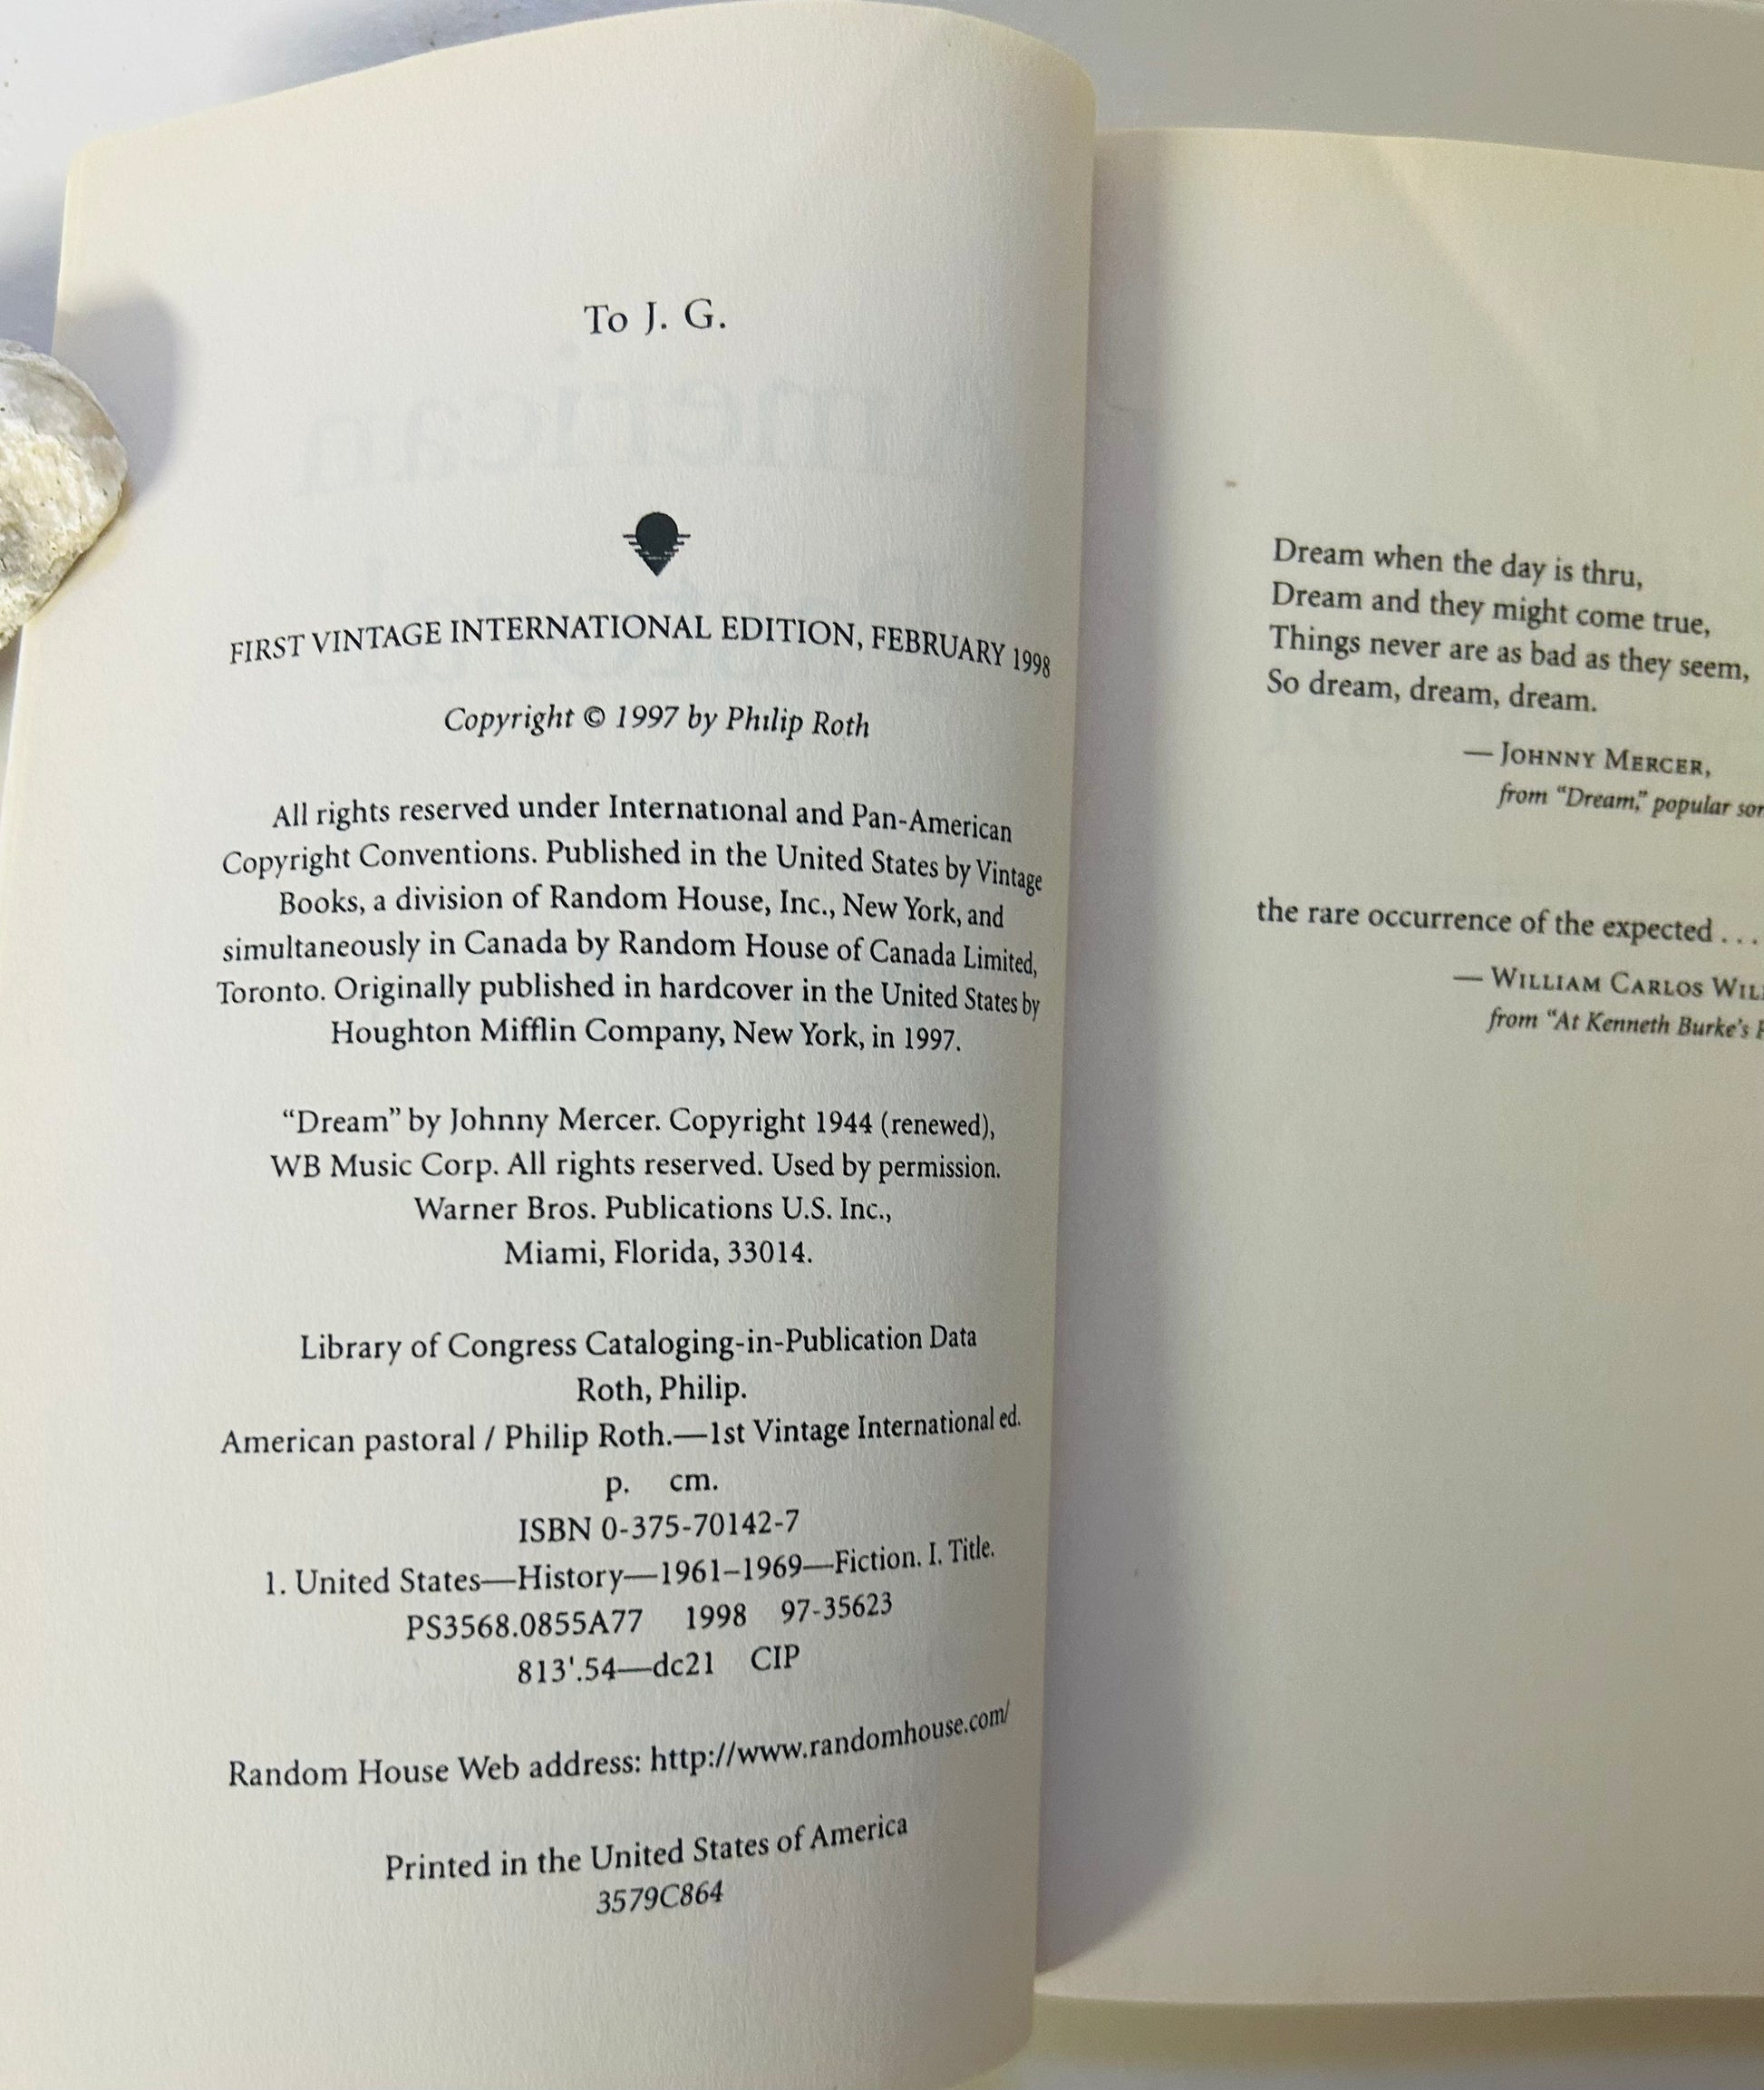 To J. G.
FIRST VINTAGE INTERNATIONAL EDITION, FEBRUARY 1998
Copyright © 1997 by Philip Roth
All rights reserved under International and Pan-American
Copyright Conventions. Published in the United States by Vintage
Books, a division of Random House, Inc., New York, and
simultaneously in Canada by Random House of Canada Limited,
Toronto. Originally published in hardcover in the United States by
Houghton Mifflin Company, New York, in 1997.
"Dream" by Johnny Mercer. Copyright 1944 (renewed),
WB Music Corp. All rights reserved. Used by permission.
Warner Bros. Publications U.S. Inc.,
Miami, Florida, 33014.
Library of Congress Cataloging-in-Publication Data
Roth, Philip.
American pastoral / Philip Roth.—1st Vintage International ed.
p. cm.
ISBN 0-375-70142-7
1. United States—History—1961–1969—Fiction. I. Title.
PS3568.0855A77 1998 97-35623
813'.54—dc21 CIP
Random House Web address: http://www.randomhouse.com/
Printed in the United States of America
3579C864
Dream when the day is thru,
Dream and they might come true,
Things never are as bad as they seem,
So dream, dream, dream.
— JOHNNY MERCER,
from "Dream," popular
the rare occurrence of the expected . . .
— WILLIAM CARLOS
from "At Kenneth Burke's